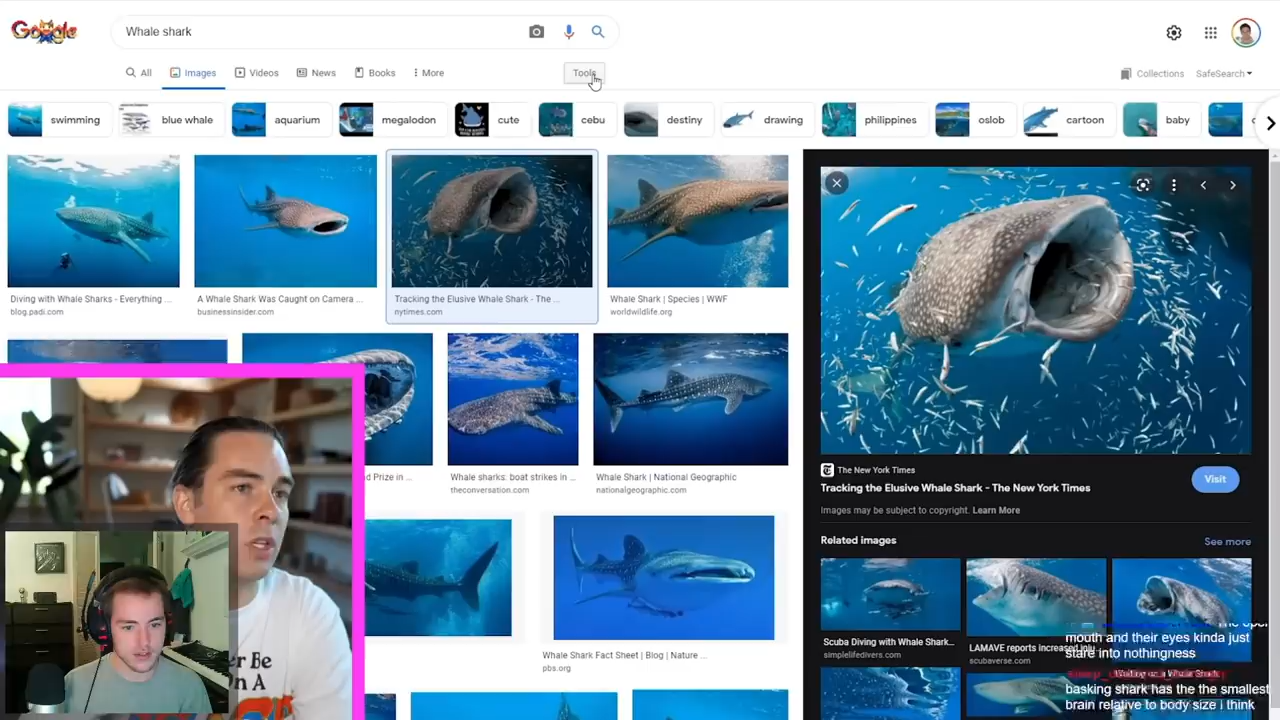 Google
Whale shark
All
Images
Videos
News
Books
More
Tools
Collections
SafeSearch
swimming
blue whale
aquarium
megalodon
cute
cebu
destiny
drawing
philippines
oslob
cartoon
baby
Diving with Whale Sharks - Everything ...
blog.padi.com
A Whale Shark Was Caught on Camera ...
businessinsider.com
Tracking the Elusive Whale Shark - The ...
nytimes.com
Whale Shark | Species | WWF
worldwildlife.org
d Prize in ...
Whale sharks: boat strikes in ...
theconversation.com
Whale Shark | National Geographic
nationalgeographic.com
Whale Shark Fact Sheet | Blog | Nature ...
pbs.org
The New York Times
Tracking the Elusive Whale Shark - The New York Times
Visit
Images may be subject to copyright. Learn More
Related images
See more
Scuba Diving with Whale Shark...
simplelifedivers.com
LAMAVE reports increased inju
scubaverse.com
mouth and their eyes kinda just
stare into nothingness
basking shark has the the smallest
brain relative to body size i think
er Be
n A